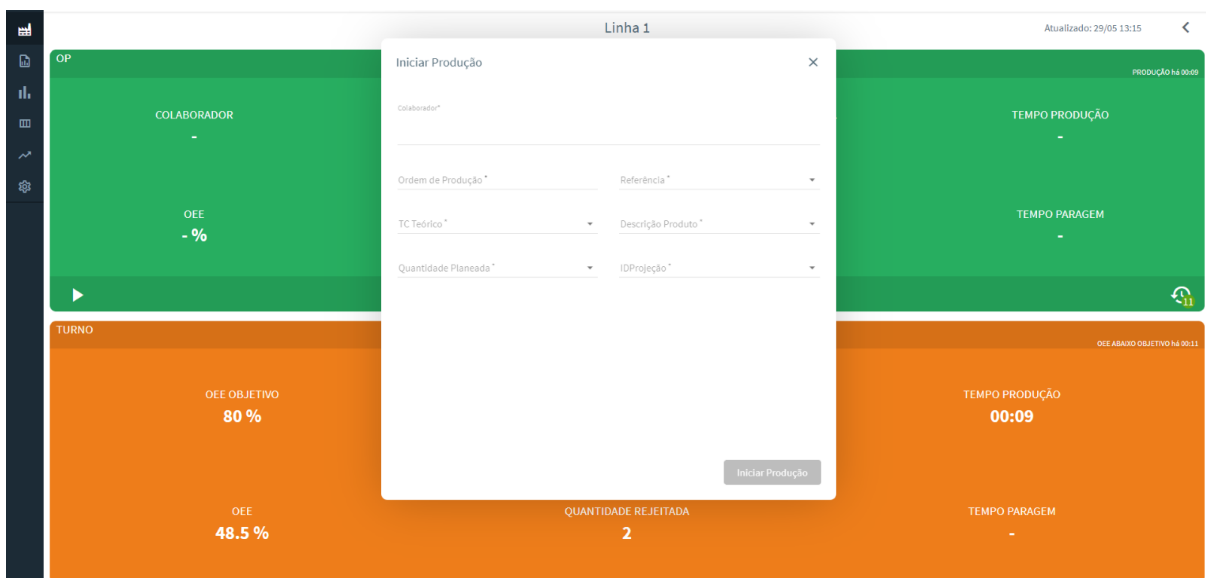 Linha 1
Atualizado: 29/05 13:15
OP
PRODUÇÃO há 00:09
COLABORADOR
-
TEMPO PRODUÇÃO
-
OEE
- %
TEMPO PARAGEM
-
11
Iniciar Produção
Colaborador*
Ordem de Produção *
Referência *
TC Teórico *
Descrição Produto *
Quantidade Planeada *
IDProjeção *
Iniciar Produção
TURNO
OEE ABAIXO OBJETIVO há 00:11
OEE OBJETIVO
80 %
TEMPO PRODUÇÃO
00:09
OEE
48.5 %
QUANTIDADE REJEITADA
2
TEMPO PARAGEM
-